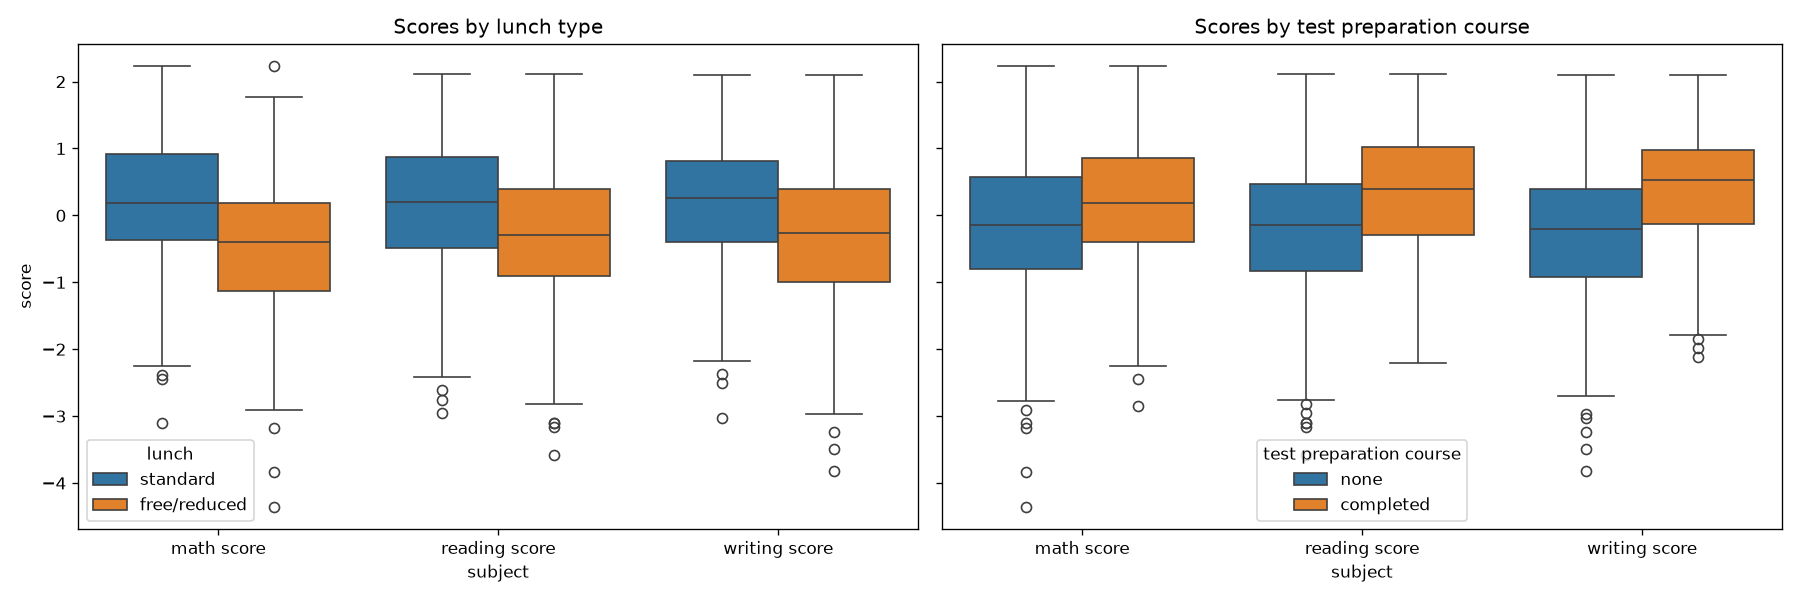 Scores by lunch type
score
2
1
0
−1
−2
−3
−4
lunch
standard
free/reduced
math score
reading score
writing score
subject
Scores by test preparation course
test preparation course
none
completed
math score
reading score
writing score
subject